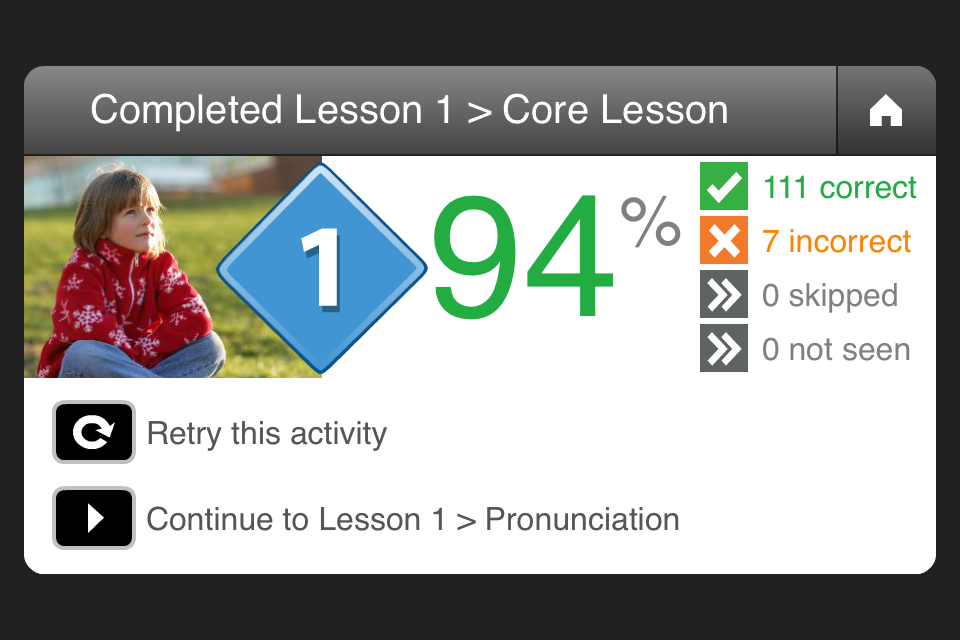 Completed Lesson 1 > Core Lesson
1
94%
111 correct
7 incorrect
0 skipped
0 not seen
Retry this activity
Continue to Lesson 1 > Pronunciation